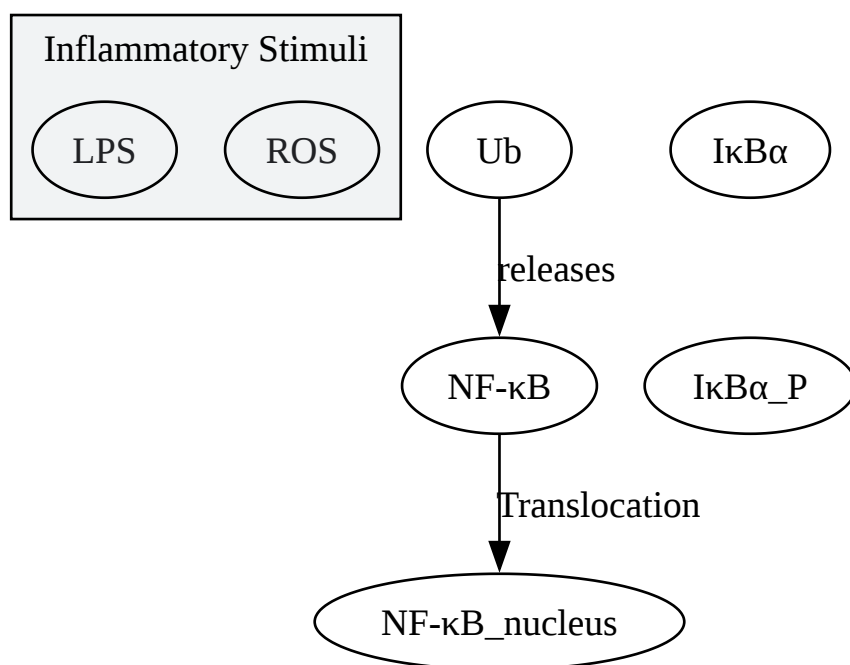 Inflammatory Stimuli
LPS
ROS
Ub
IκBα
releases
NF-κB
IκBα_P
Translocation
NF-κB_nucleus